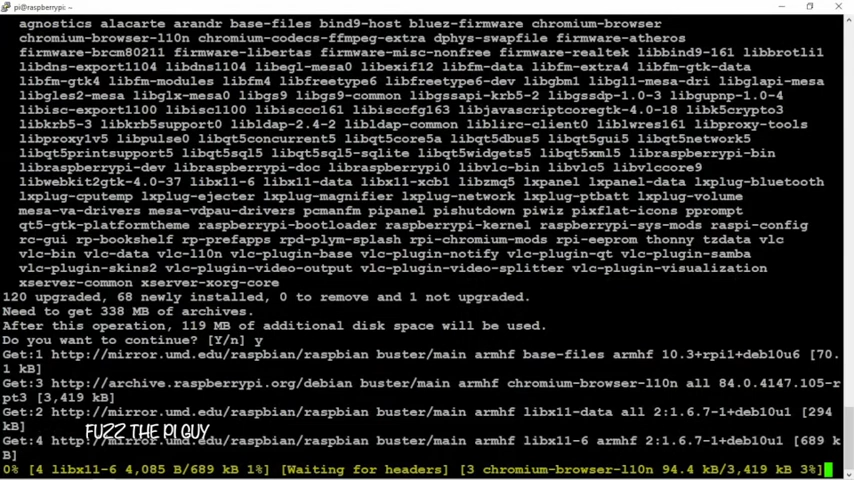 pi@raspberrypi: ~
agnostics alacarte arandr base-files bind9-host bluez-firmware chromium-browser
chromium-browser-l10n chromium-codecs-ffmpeg-extra dphys-swapfile firmware-atheros
firmware-brcm80211 firmware-libertas firmware-misc-nonfree firmware-realtek libbind9-161 libbrotli1
libdns-export1104 libdns1104 libegl-mesa0 libexif12 libfm-data libfm-extra4 libfm-gtk-data
libfm-gtk4 libfm-modules libfm4 libfreetype6 libfreetype6-dev libgbm1 libgl1-mesa-dri libglapi-mesa
libgles2-mesa libglx-mesa0 libgs9 libgs9-common libgssapi-krb5-2 libgssdp-1.0-3 libgupnp-1.0-4
libisc-export1100 libisc1100 libisccc161 libisccfg163 libjavascriptcoregtk-4.0-18 libk5crypto3
libkrb5-3 libkrb5support0 libldap-2.4-2 libldap-common liblirc-client0 liblwres161 libproxy-tools
libproxylv5 libpulse0 libqt5concurrent5 libqt5core5a libqt5dbus5 libqt5gui5 libqt5network5
libqt5printsupport5 libqt5sql5 libqt5sql5-sqlite libqt5widgets5 libqt5xml5 libraspberrypi-bin
libraspberrypi-dev libraspberrypi-doc libraspberrypi0 libvlc-bin libvlc5 libvlccore9
libwebkit2gtk-4.0-37 libx11-6 libx11-data libx11-xcb1 libzmq5 lxpanel lxpanel-data lxplug-bluetooth
lxplug-cputemp lxplug-ejecter lxplug-magnifier lxplug-network lxplug-ptbatt lxplug-volume
mesa-va-drivers mesa-vdpau-drivers pcmanfm pipanel pishutdown piwiz pixflat-icons pprompt
qt5-gtk-platformtheme raspberrypi-bootloader raspberrypi-kernel raspberrypi-sys-mods raspi-config
rc-gui rp-bookshelf rp-prefapps rpd-plym-splash rpi-chromium-mods rpi-eeprom thonny tzdata vlc
vlc-bin vlc-data vlc-l10n vlc-plugin-base vlc-plugin-notify vlc-plugin-qt vlc-plugin-samba
vlc-plugin-skins2 vlc-plugin-video-output vlc-plugin-video-splitter vlc-plugin-visualization
xserver-common xserver-xorg-core
120 upgraded, 68 newly installed, 0 to remove and 1 not upgraded.
Need to get 338 MB of archives.
After this operation, 119 MB of additional disk space will be used.
Do you want to continue? [Y/n] y
Get:1 http://mirror.umd.edu/raspbian/raspbian buster/main armhf base-files armhf 10.3+rpi1+deb10u6 [70.
1 kB]
Get:3 http://archive.raspberrypi.org/debian buster/main armhf chromium-browser-l10n all 84.0.4147.105-r
pt3 [3,419 kB]
Get:2 http://mirror.umd.edu/raspbian/raspbian buster/main armhf libx11-data all 2:1.6.7-1+deb10u1 [294
kB]
FUZZ THE PI GUY
Get:4 http://mirror.umd.edu/raspbian/raspbian buster/main armhf libx11-6 armhf 2:1.6.7-1+deb10u1 [689 k
B]
0% [4 libx11-6 4,085 B/689 kB 1%] [Waiting for headers] [3 chromium-browser-l10n 94.4 kB/3,419 kB 3%]